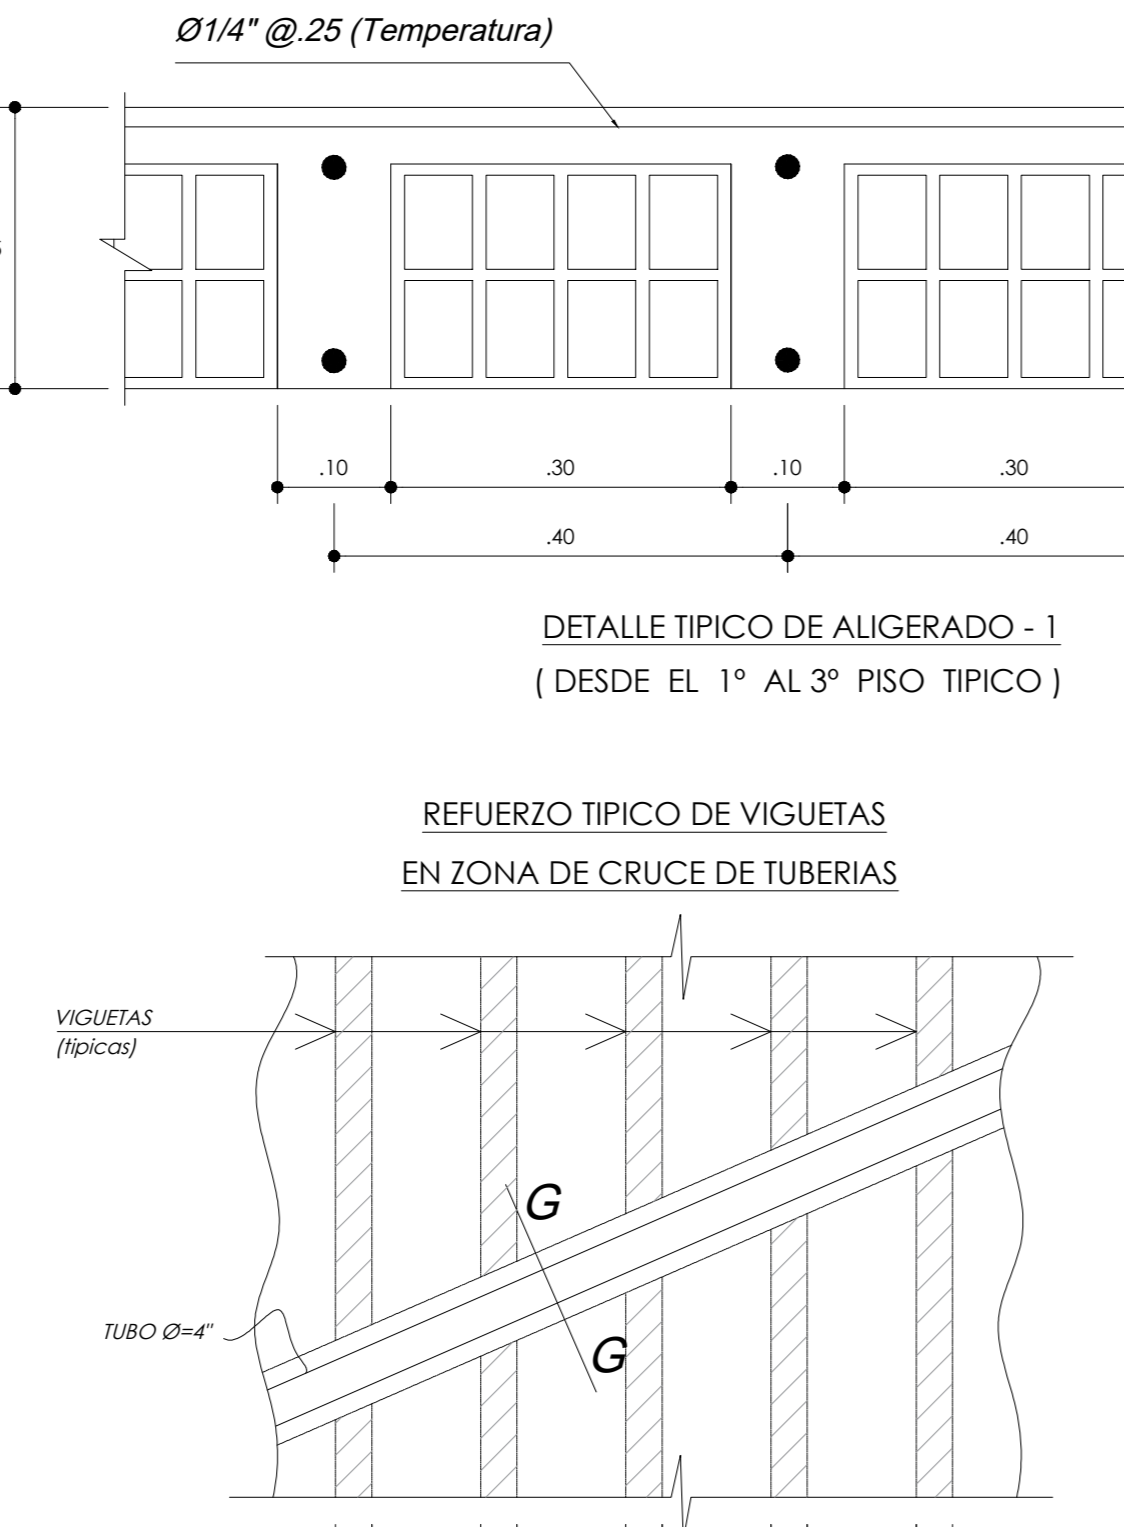 Ø1/4" @.25 (Temperatura)
.10 .30 .10 .30
.40 .40
DETALLE TIPICO DE ALIGERADO - 1
( DESDE EL 1º AL 3º PISO TIPICO )
REFUERZO TIPICO DE VIGUETAS
EN ZONA DE CRUCE DE TUBERIAS
VIGUETAS
(tipicas)
G
TUBO Ø=4"
G